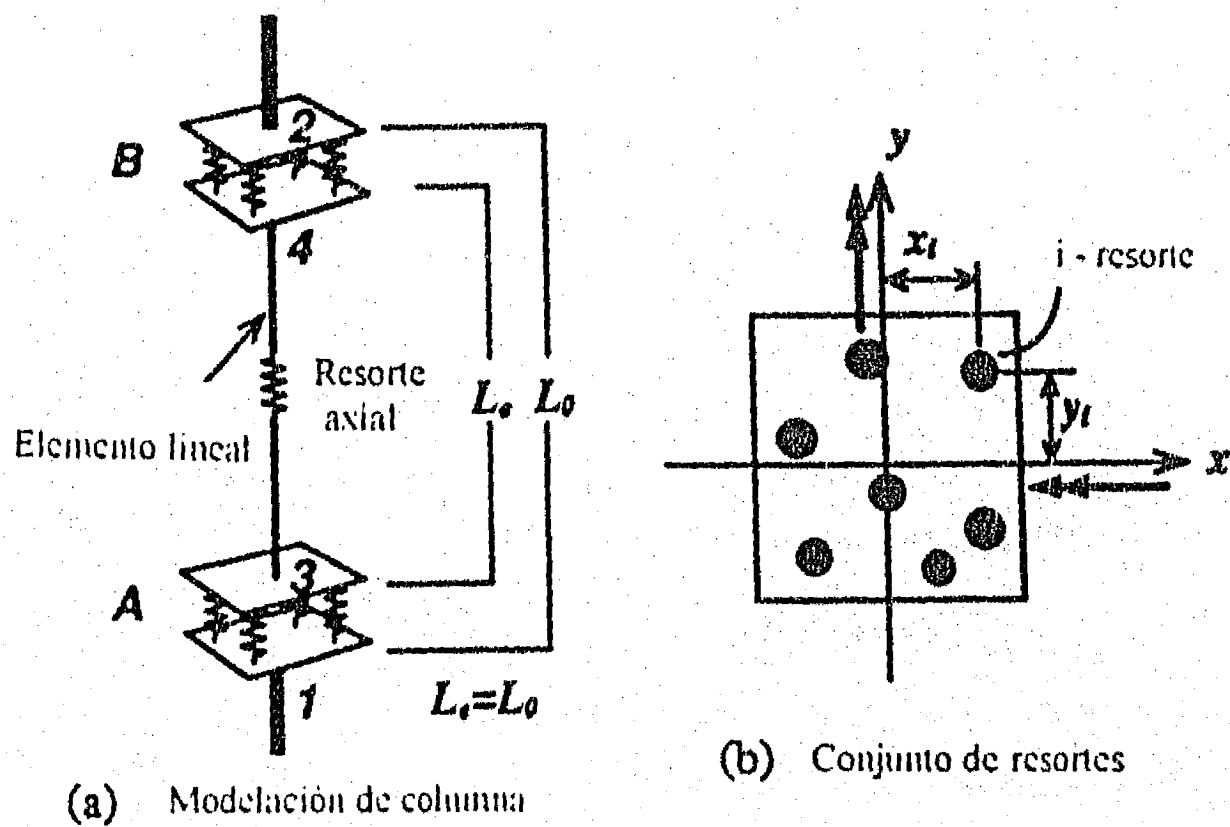 B
2
4
Resorte
axial
Elemento lineal
Lₑ L₀
A
3
1
Lₑ=L₀
(a) Modelación de columna
y
xᵢ
i - resorte
yᵢ
x
(b) Conjunto de resortes